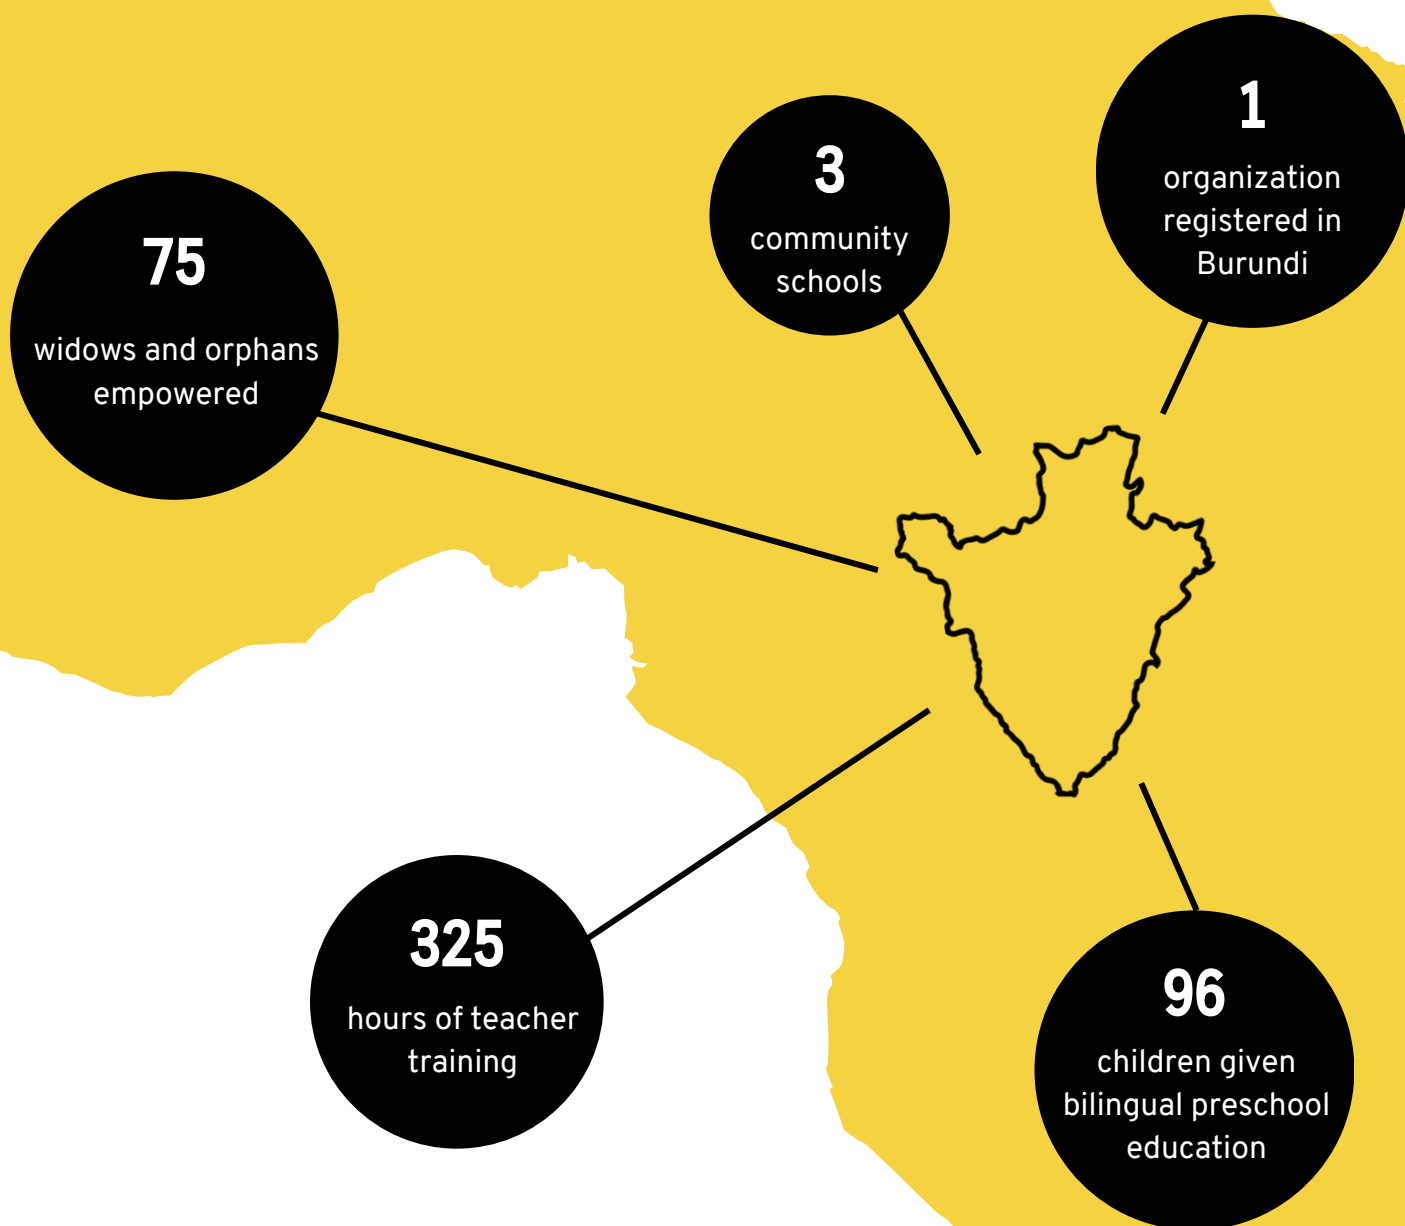 1
organization
registered in
Burundi
3
community
schools
75
widows and orphans
empowered
325
hours of teacher
training
96
children given
bilingual preschool
education